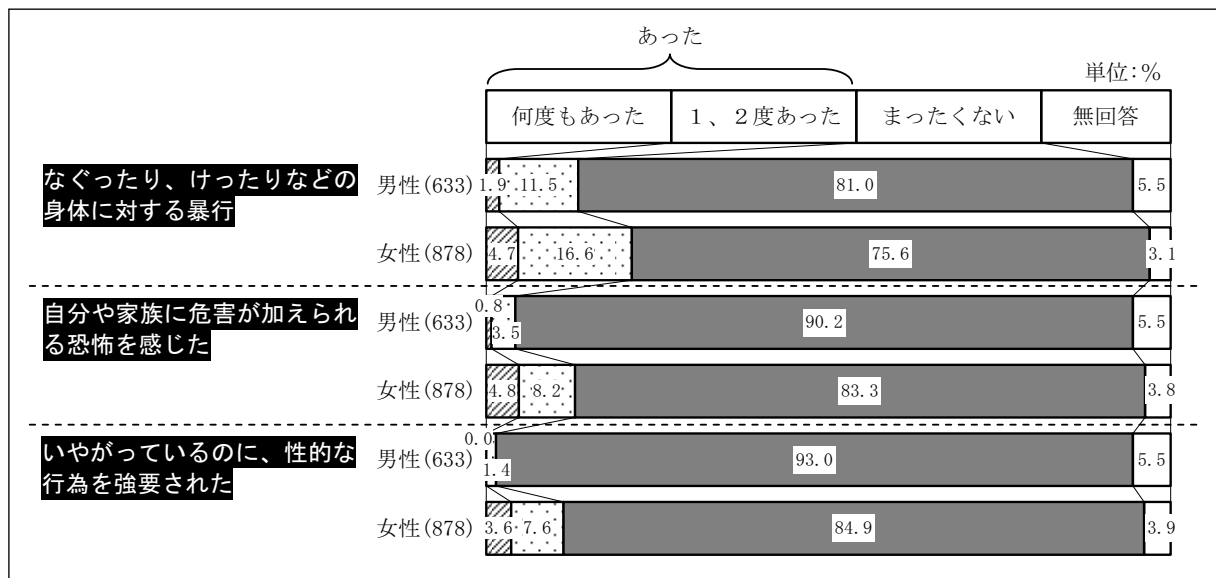 あった
単位：％
何度もあった　１、２度あった　まったくない　無回答
なぐったり、けったりなどの
身体に対する暴行
男性(633) 1.9 11.5 81.0 5.5
女性(878) 4.7 16.6 75.6 3.1
自分や家族に危害が加えられ
る恐怖を感じた
男性(633) 0.8 3.5 90.2 5.5
女性(878) 4.8 8.2 83.3 3.8
いやがっているのに、性的な
行為を強要された
男性(633) 0.0 1.4 93.0 5.5
女性(878) 3.6 7.6 84.9 3.9